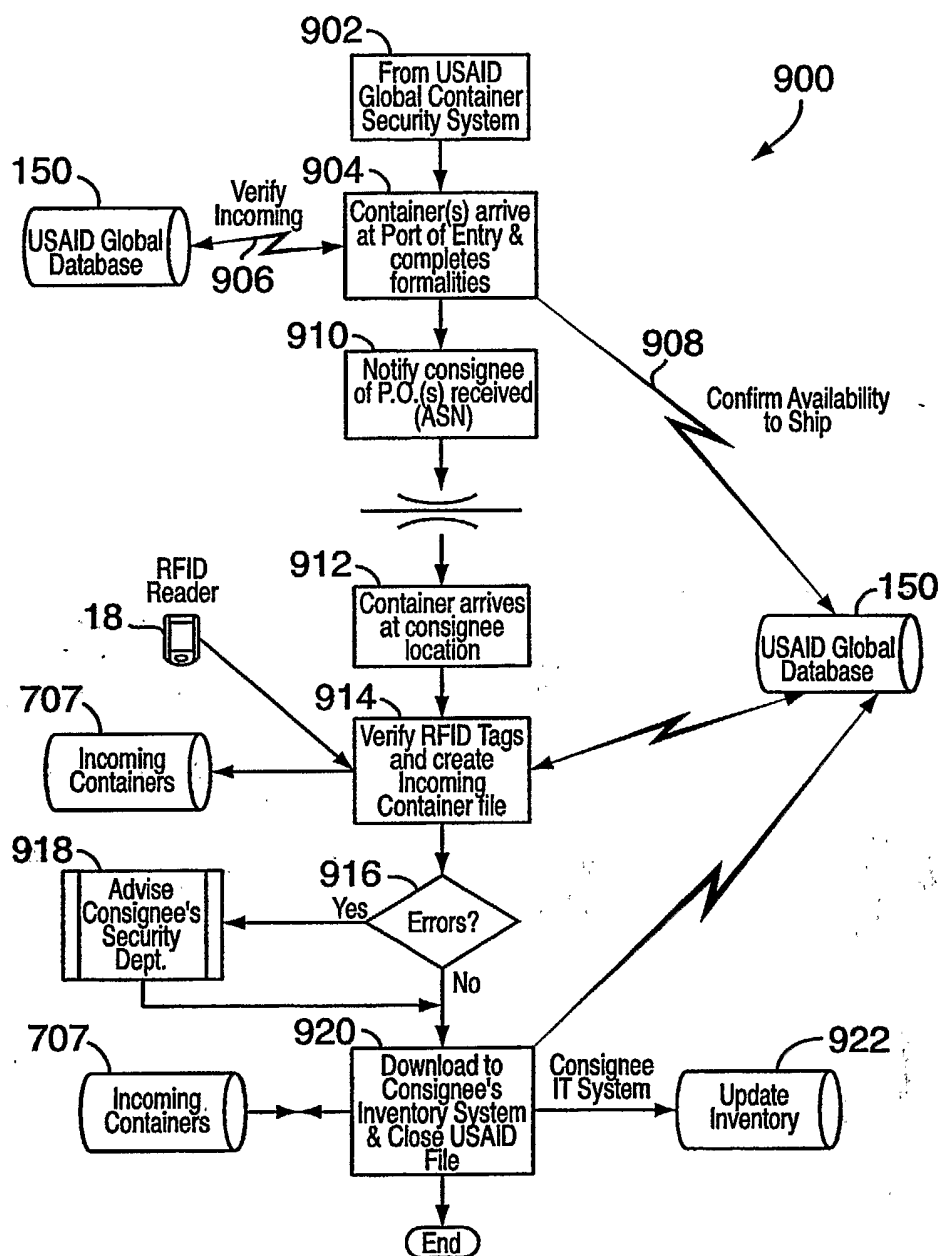 902
From USAID
Global Container
Security System
900
904
150
Verify
Incoming
Container(s) arrive
at Port of Entry &
completes
formalities
USAID Global
Database
906
910
908
Notify consignee
of P.O.(s) received
(ASN)
Confirm Availability
to Ship
912
RFID
Reader
18
Container arrives
at consignee
location
150
USAID Global
Database
914
707
Verify RFID Tags
and create
Incoming
Container file
Incoming
Containers
918
916
Advise
Consignee's
Security
Dept.
Yes
Errors?
No
707
920
922
Download to
Consignee's
Inventory System
& Close USAID
File
Consignee
IT System
Incoming
Containers
Update
Inventory
End